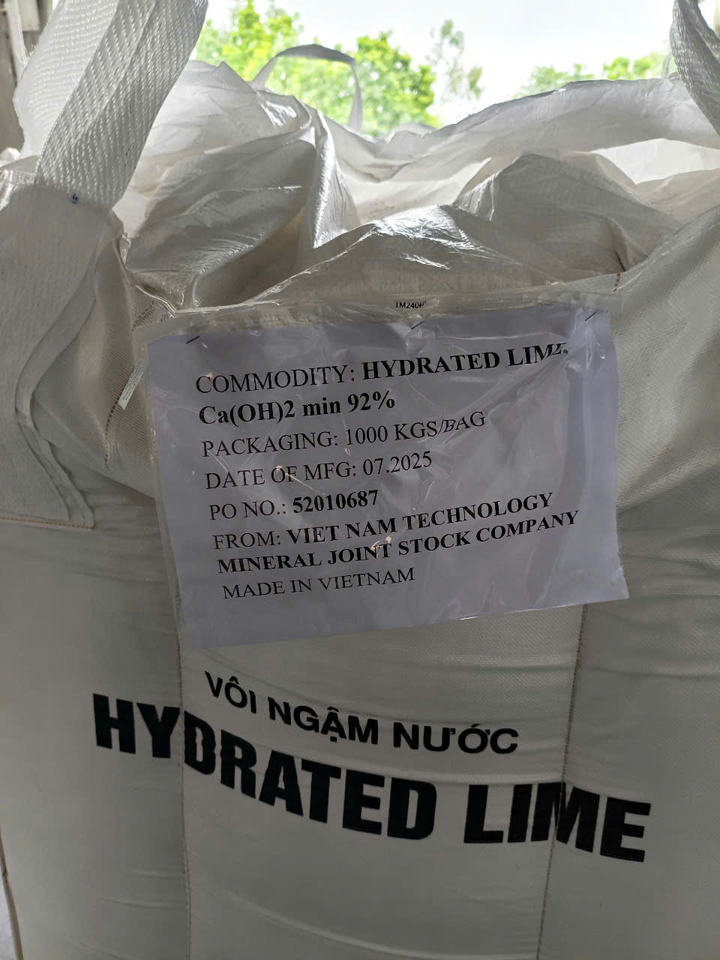 COMMODITY: HYDRATED LIME
Ca(OH)2 min 92%
PACKAGING: 1000 KGS/BAG
DATE OF MFG: 07.2025
PO NO.: 52010687
FROM: VIET NAM TECHNOLOGY
MINERAL JOINT STOCK COMPANY
MADE IN VIETNAM
VÔI NGẬM NƯỚC
HYDRATED LIME